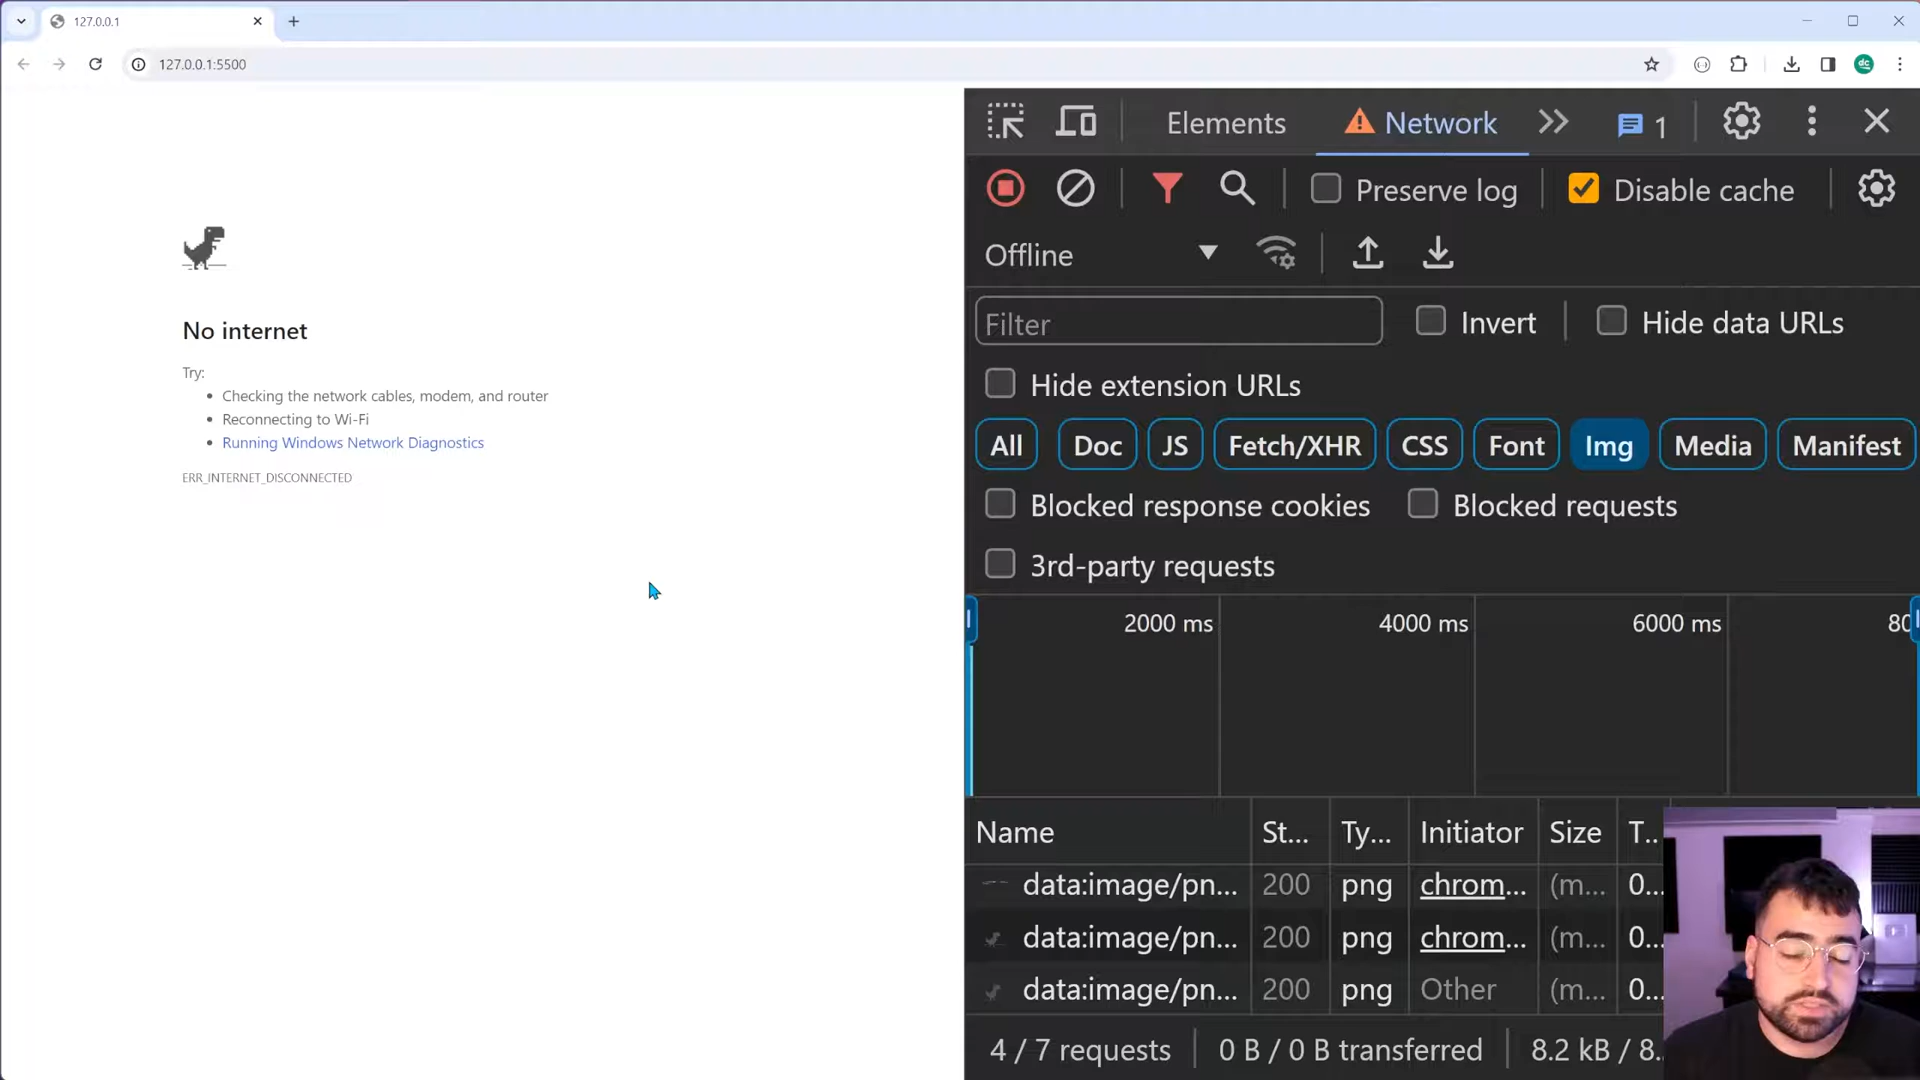 127.0.0.1
127.0.0.1:5500
dc
No internet
Try:
Checking the network cables, modem, and router
Reconnecting to Wi-Fi
Running Windows Network Diagnostics
ERR_INTERNET_DISCONNECTED
Elements
Network
1
Preserve log
Disable cache
Offline
Filter
Invert
Hide data URLs
Hide extension URLs
All Doc JS Fetch/XHR CSS Font Img Media Manifest
Blocked response cookies
Blocked requests
3rd-party requests
2000 ms 4000 ms 6000 ms 80
Name St... Ty... Initiator Size T...
data:image/pn... 200 png chrom... (m... 0...
data:image/pn... 200 png chrom... (m... 0...
data:image/pn... 200 png Other (m... 0...
4 / 7 requests 0 B / 0 B transferred 8.2 kB / 8.